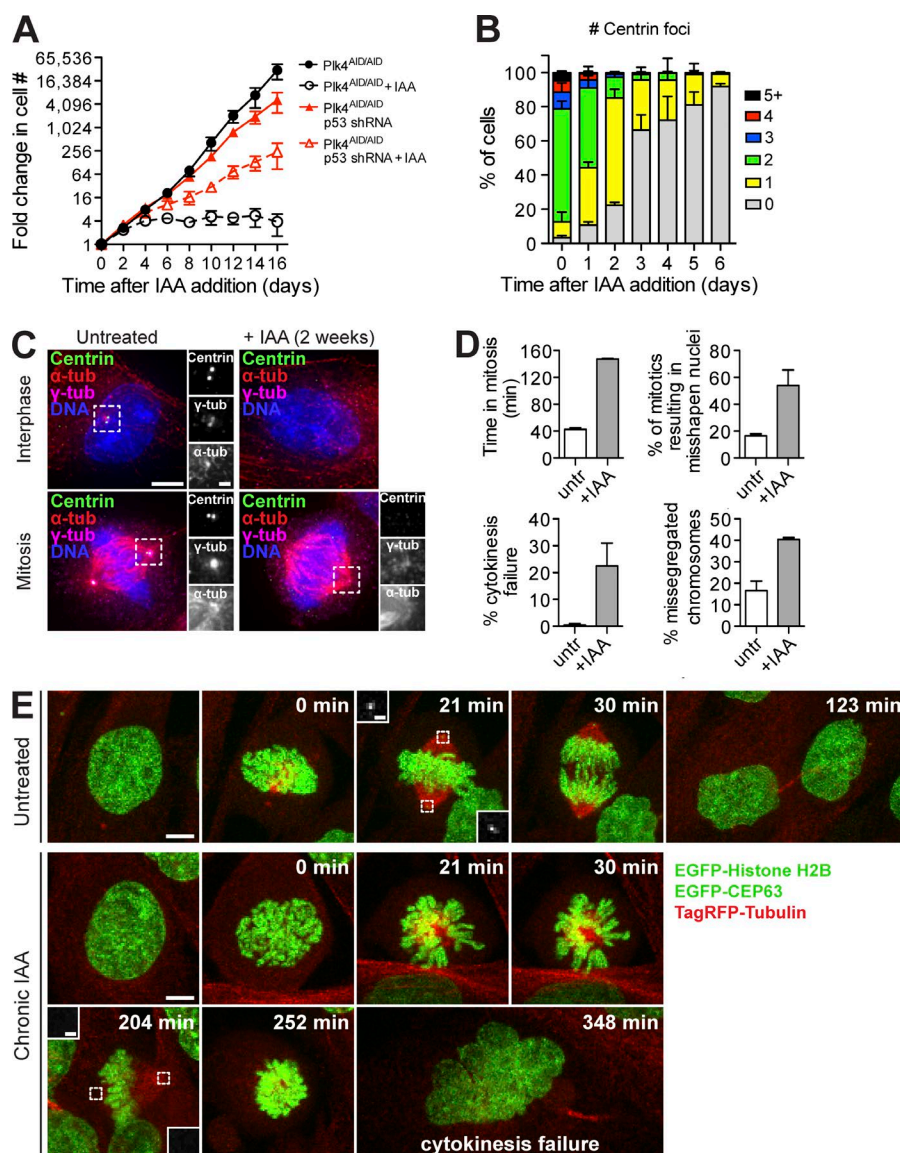 A
Fold change in cell #
65,536
16,384
4,096
1,024
256
64
16
4
1
0 2 4 6 8 10 12 14 16
Time after IAA addition (days)
Plk4AID/AID
Plk4AID/AID + IAA
Plk4AID/AID
p53 shRNA
Plk4AID/AID
p53 shRNA + IAA
B
# Centrin foci
% of cells
100
80
60
40
20
0
0 1 2 3 4 5 6
Time after IAA addition (days)
5+
4
3
2
1
0
C
Untreated
+ IAA (2 weeks)
Interphase
Centrin
α-tub
γ-tub
DNA
Centrin
γ-tub
α-tub
Centrin
α-tub
γ-tub
DNA
Mitosis
Centrin
α-tub
γ-tub
DNA
Centrin
γ-tub
α-tub
Centrin
α-tub
γ-tub
DNA
Centrin
γ-tub
α-tub
D
Time in mitosis
(min)
160
120
80
40
0
untr
+IAA
% of mitotics
resulting in
misshapen nuclei
80
60
40
20
0
untr
+IAA
% cytokinesis
failure
40
30
20
10
0
untr
+IAA
% missegregated
chromosomes
50
40
30
20
10
0
untr
+IAA
E
Untreated
0 min
21 min
30 min
123 min
Chronic IAA
0 min
21 min
30 min
EGFP-Histone H2B
EGFP-CEP63
TagRFP-Tubulin
204 min
252 min
348 min
cytokinesis failure